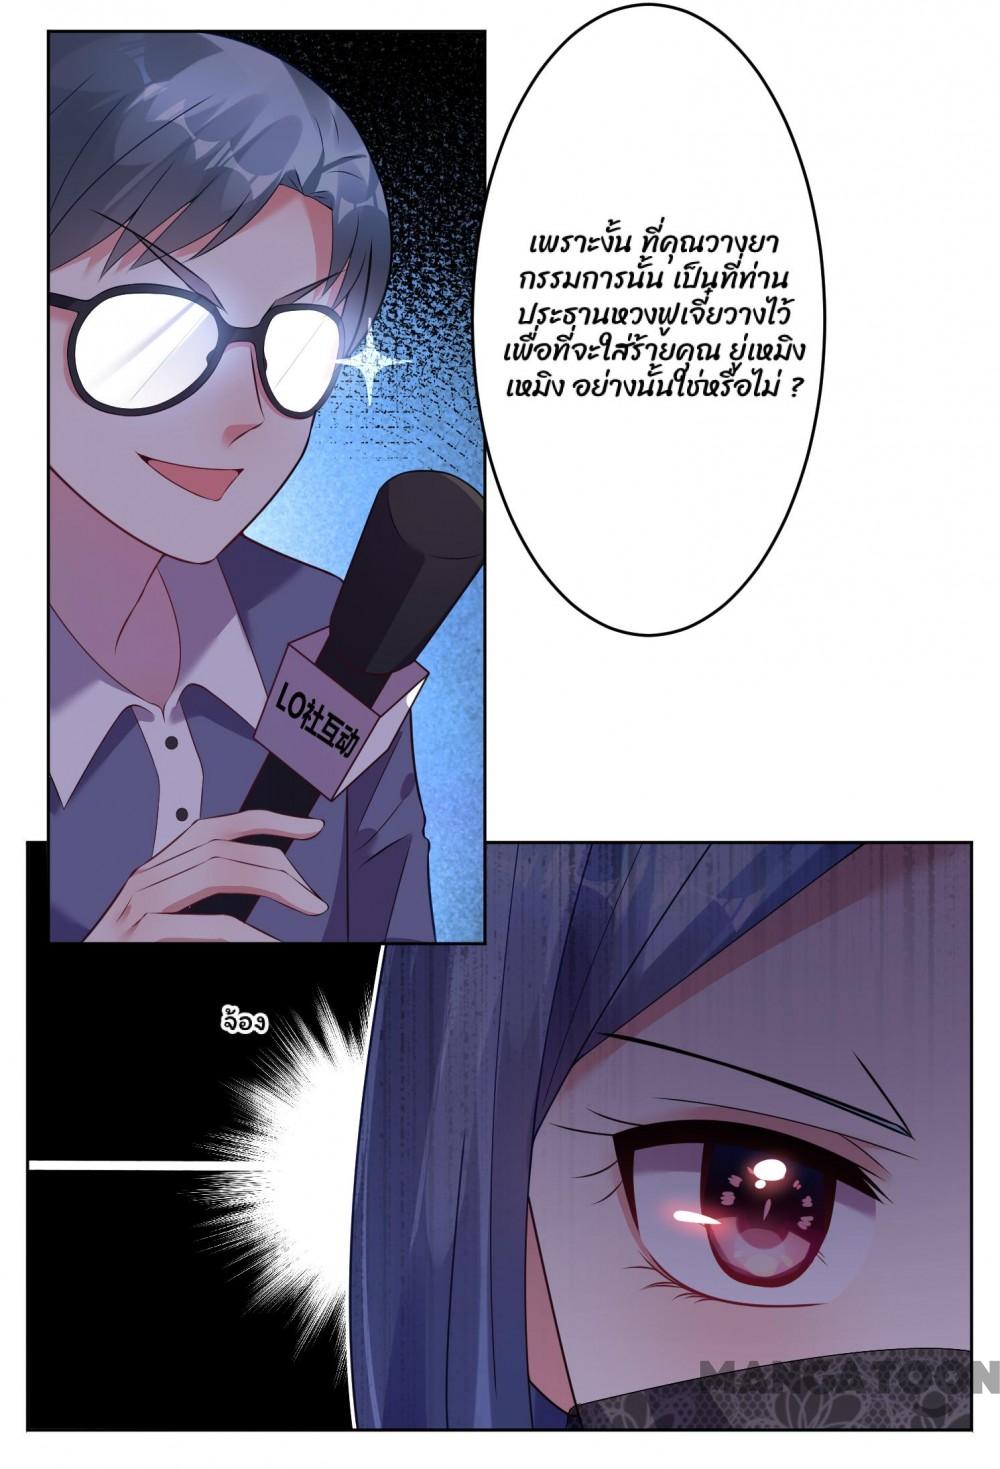 เพราะงั้น ที่คุณวางยา
กรรมการนั้น เป็นที่ท่าน
ประธานหวงฟูเจี๋ยวางไว้
เพื่อที่จะใส่ร้ายคุณ ยู่เหมิง
เหมิง อย่างนั้นใช่หรือไม่ ?
LO社互动
จ้อง
MANGATOON